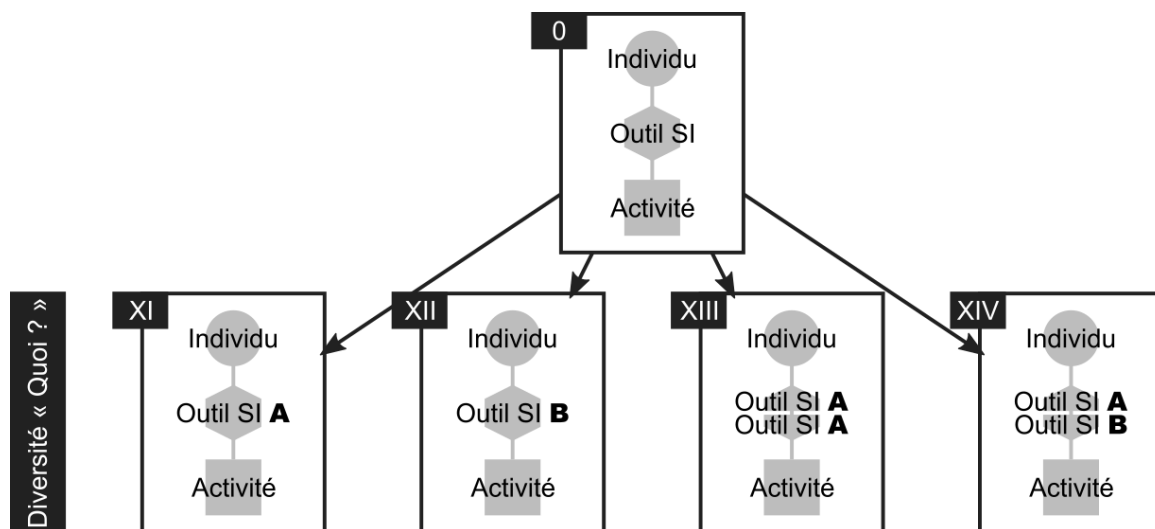 0
Individu
Outil SI
Activité
Diversité « Quoi ? »
XI
Individu
Outil SI A
Activité
XII
Individu
Outil SI B
Activité
XIII
Individu
Outil SI A
Outil SI A
Activité
XIV
Individu
Outil SI A
Outil SI B
Activité